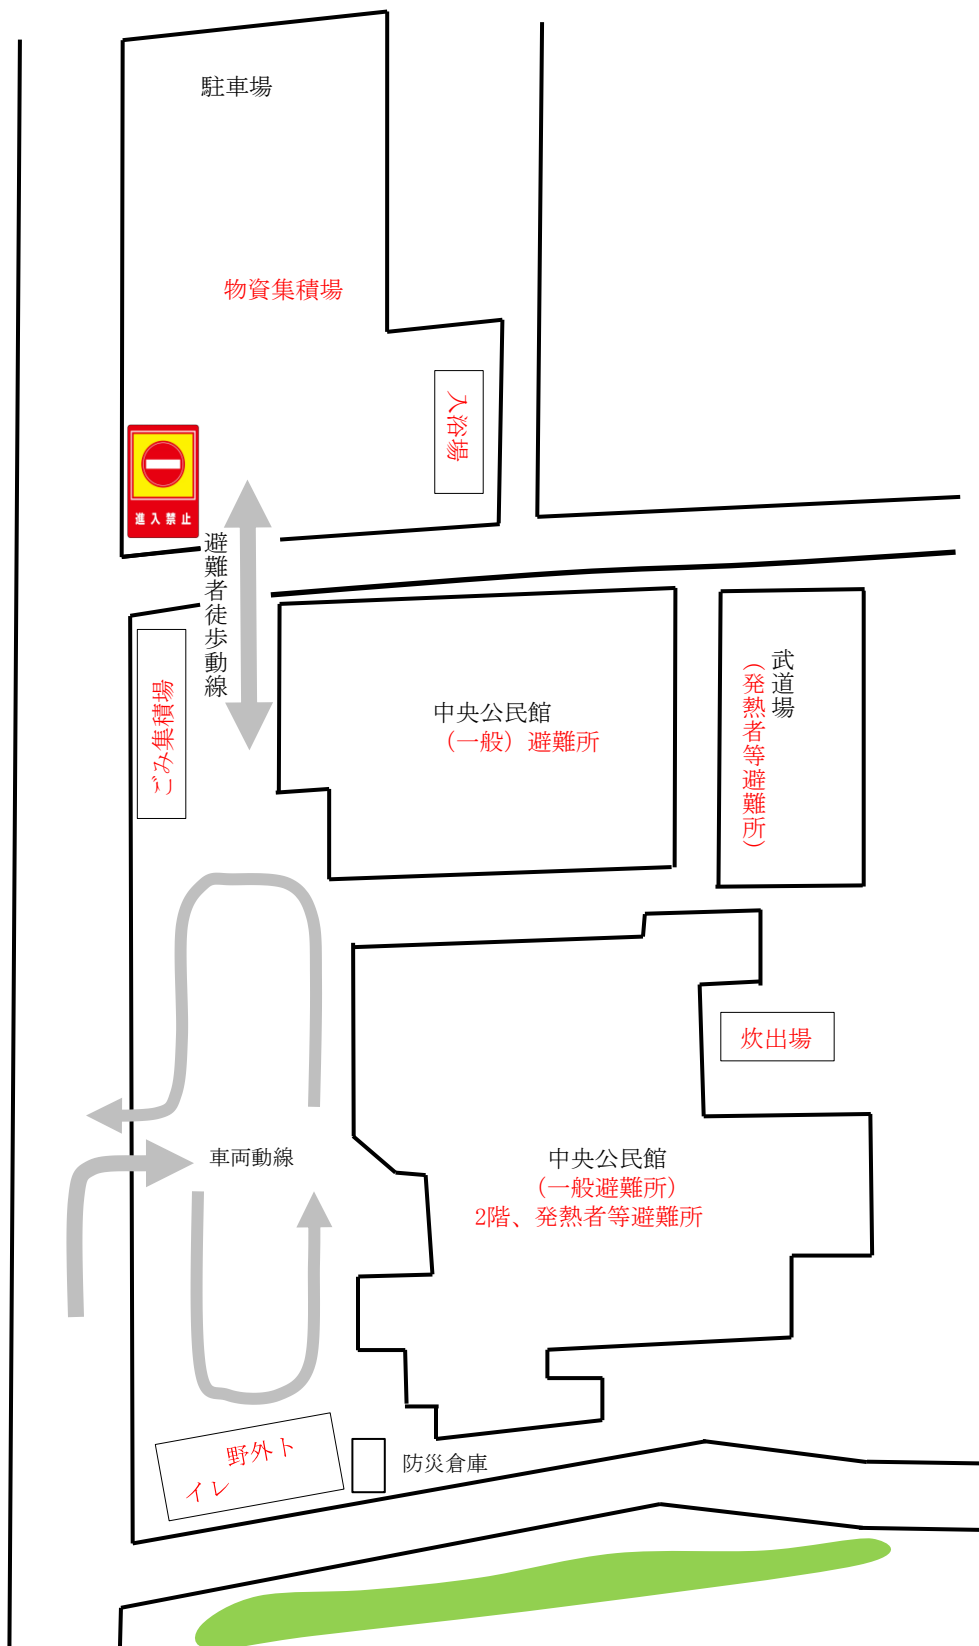 駐車場
物資集積場
入浴場
進入禁止
避難者徒歩動線
ごみ集積場
中央公民館
（一般）避難所
武道場
（発熱者等避難所）
炊出場
車両動線
中央公民館
（一般避難所）
2階、発熱者等避難所
野外ト
イレ
防災倉庫